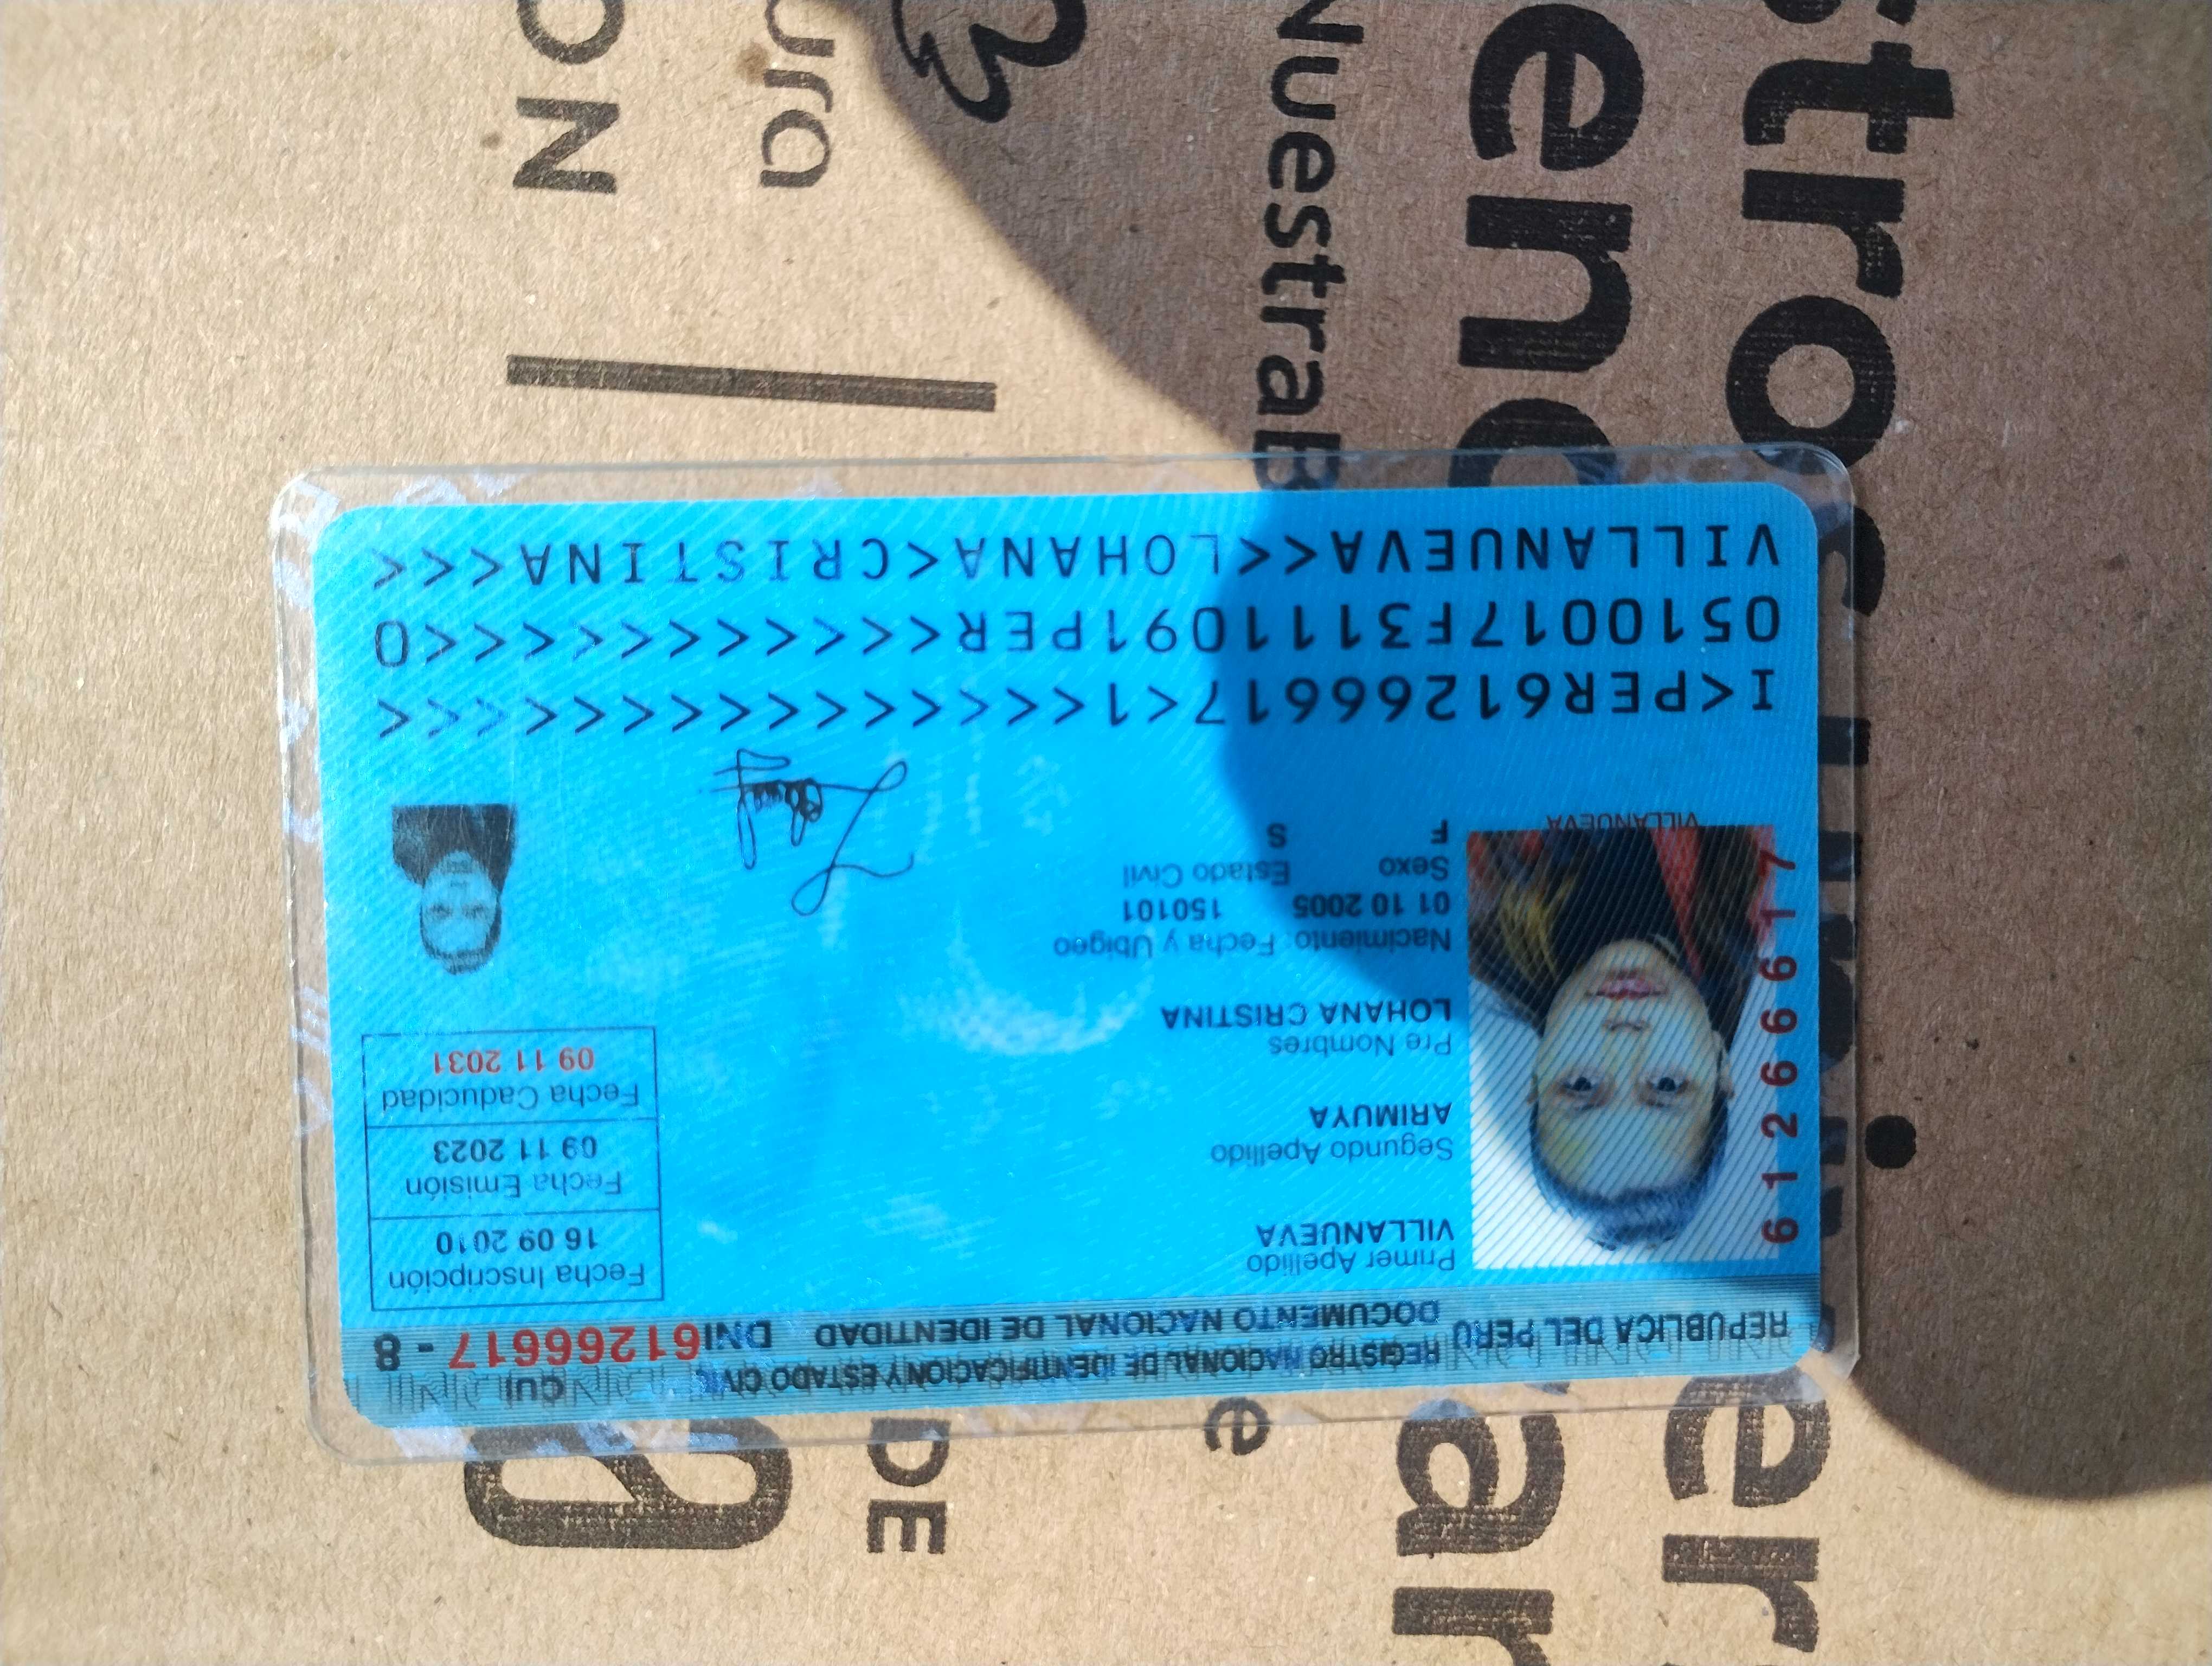 REPUBLICA DEL PERÚ
REGISTRO NACIONAL DE IDENTIFICACION Y ESTADO CIVIL
DOCUMENTO NACIONAL DE IDENTIDAD
CUI
DNI 61266617 - 8
61266617
VILLANUEVA
Primer Apellido
VILLANUEVA
Segundo Apellido
ARIMUYA
Pre Nombres
LOHANA CRISTINA
Nacimiento: Fecha y Ubigeo
01 10 2005 150101
Sexo Estado Civil
F S
Fecha Inscripción
16 09 2010
Fecha Emisión
09 11 2023
Fecha Caducidad
09 11 2031
I<PER61266617<1<<<<<<<<<<<<<<<
0510017F3111091PER<<<<<<<<<<<0
VILLANUEVA<<LOHANA<CRISTINA<<<
ON
ura
Nuestra
DE